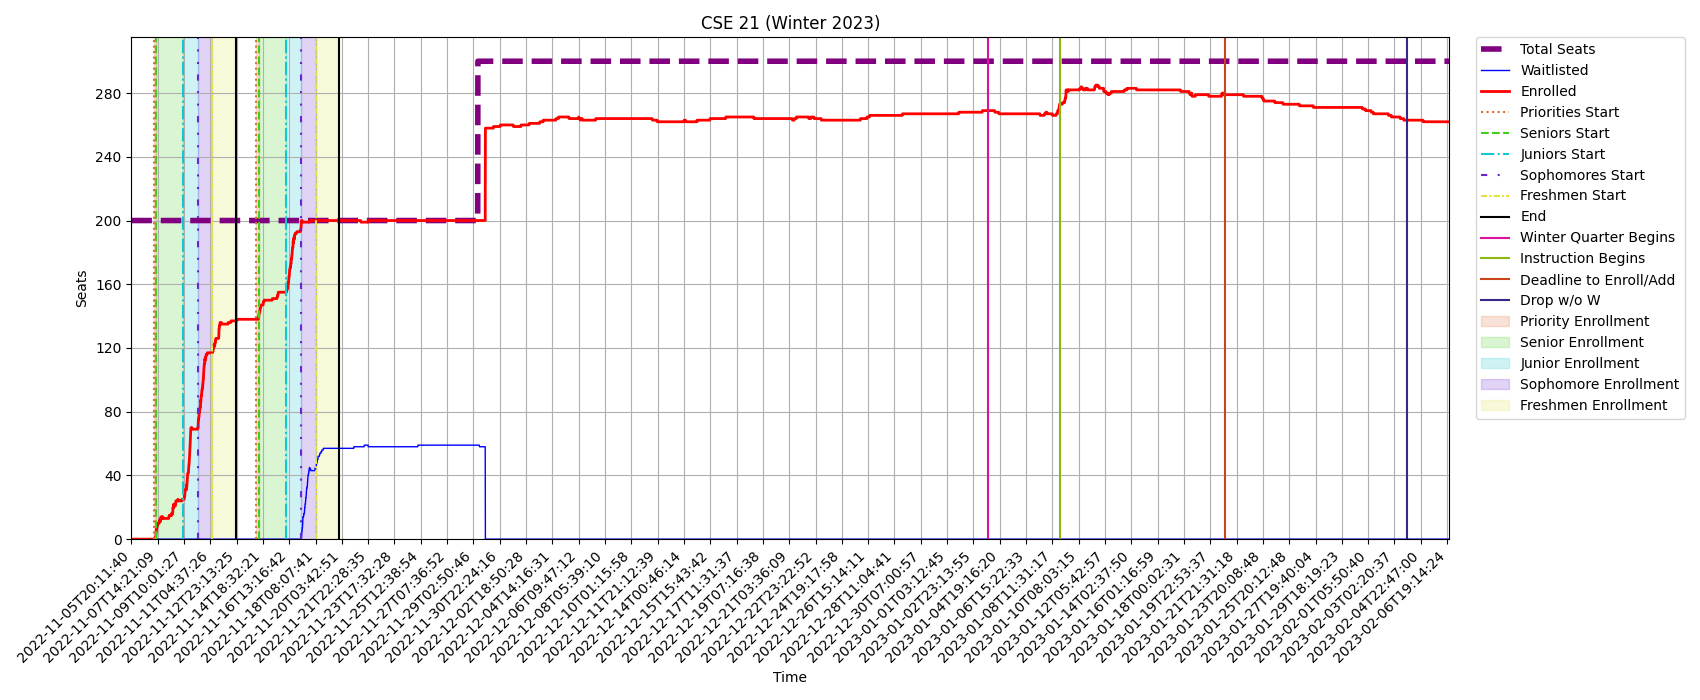 CSE 21 (Winter 2023)
Seats
280
240
200
160
120
80
40
0
2022-11-05T20:11:40
2022-11-07T14:21:09
2022-11-09T10:01:27
2022-11-11T04:37:26
2022-11-12T23:13:25
2022-11-14T18:32:21
2022-11-16T13:16:42
2022-11-18T08:07:41
2022-11-20T03:42:51
2022-11-21T22:28:35
2022-11-23T17:32:28
2022-11-25T12:38:54
2022-11-27T07:36:52
2022-11-29T02:50:46
2022-11-30T22:24:16
2022-12-02T18:50:28
2022-12-04T14:16:31
2022-12-06T09:47:12
2022-12-08T05:39:10
2022-12-10T01:15:58
2022-12-11T21:12:39
2022-12-14T00:46:14
2022-12-15T15:43:42
2022-12-17T11:31:37
2022-12-19T07:16:38
2022-12-21T03:36:09
2022-12-22T23:22:52
2022-12-24T19:17:58
2022-12-26T15:14:11
2022-12-28T11:04:41
2022-12-30T07:00:57
2023-01-01T03:12:45
2023-01-02T23:13:55
2023-01-04T19:16:20
2023-01-06T15:22:33
2023-01-08T11:31:17
2023-01-10T08:03:15
2023-01-12T05:42:57
2023-01-14T02:37:50
2023-01-16T01:16:59
2023-01-18T00:02:31
2023-01-19T22:53:37
2023-01-21T21:31:18
2023-01-23T20:08:48
2023-01-25T20:12:48
2023-01-27T19:40:04
2023-01-29T18:19:23
2023-02-01T05:50:40
2023-02-03T02:20:37
2023-02-04T22:47:00
2023-02-06T19:14:24
Time
Total Seats
Waitlisted
Enrolled
Priorities Start
Seniors Start
Juniors Start
Sophomores Start
Freshmen Start
End
Winter Quarter Begins
Instruction Begins
Deadline to Enroll/Add
Drop w/o W
Priority Enrollment
Senior Enrollment
Junior Enrollment
Sophomore Enrollment
Freshmen Enrollment